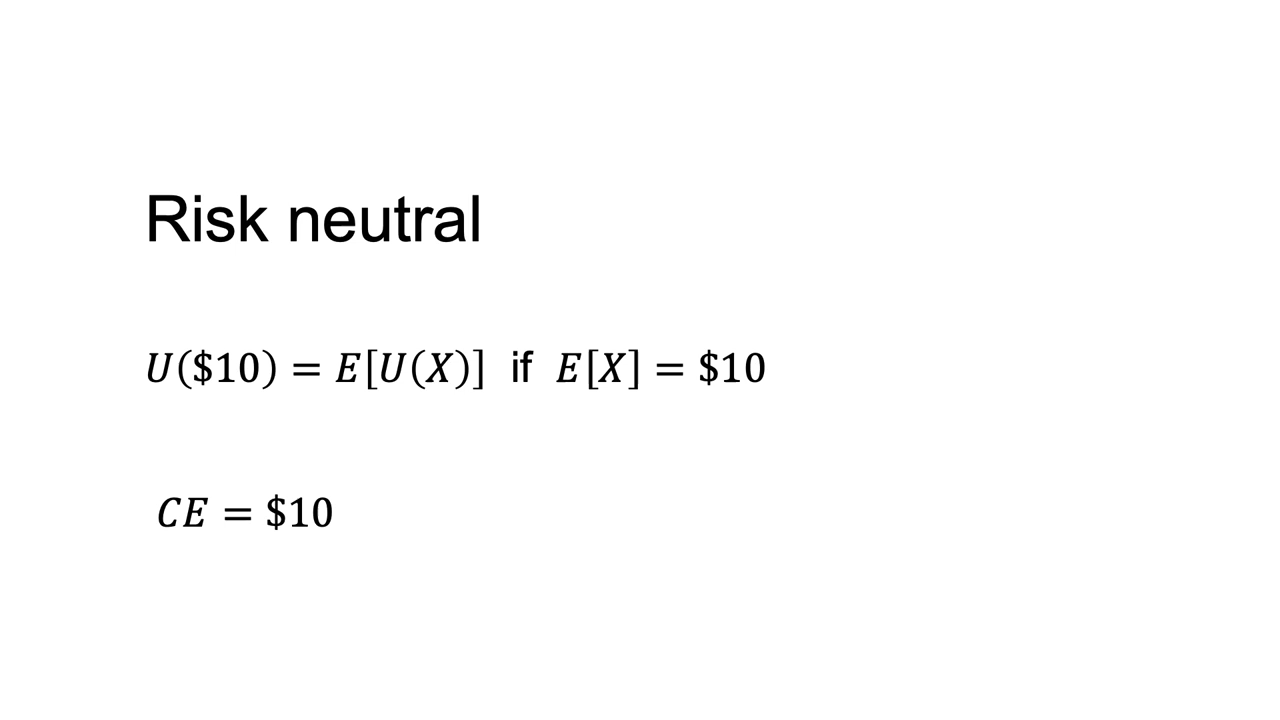 Risk neutral
𝑈($10) = 𝐸[𝑈(𝑋)] if 𝐸[𝑋] = $10
𝐶𝐸 = $10